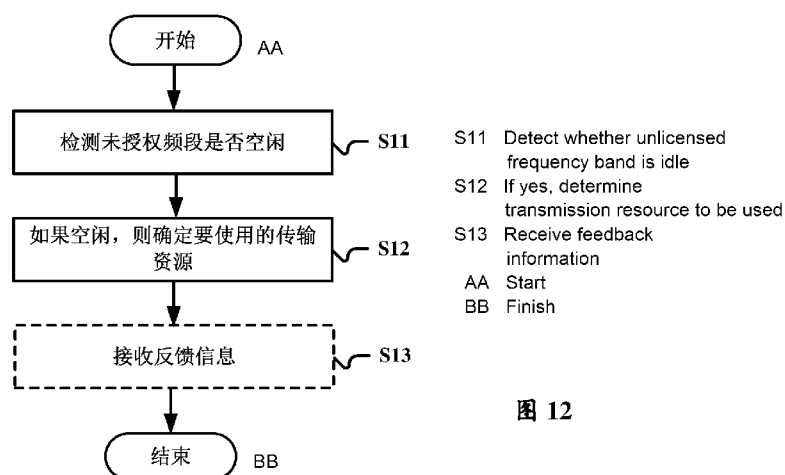 开始
AA
检测未授权频段是否空闲
S11
如果空闲，则确定要使用的传输
资源
S12
接收反馈信息
S13
结束
BB
S11 Detect whether unlicensed
frequency band is idle
S12 If yes, determine
transmission resource to be used
S13 Receive feedback
information
AA Start
BB Finish
图 12